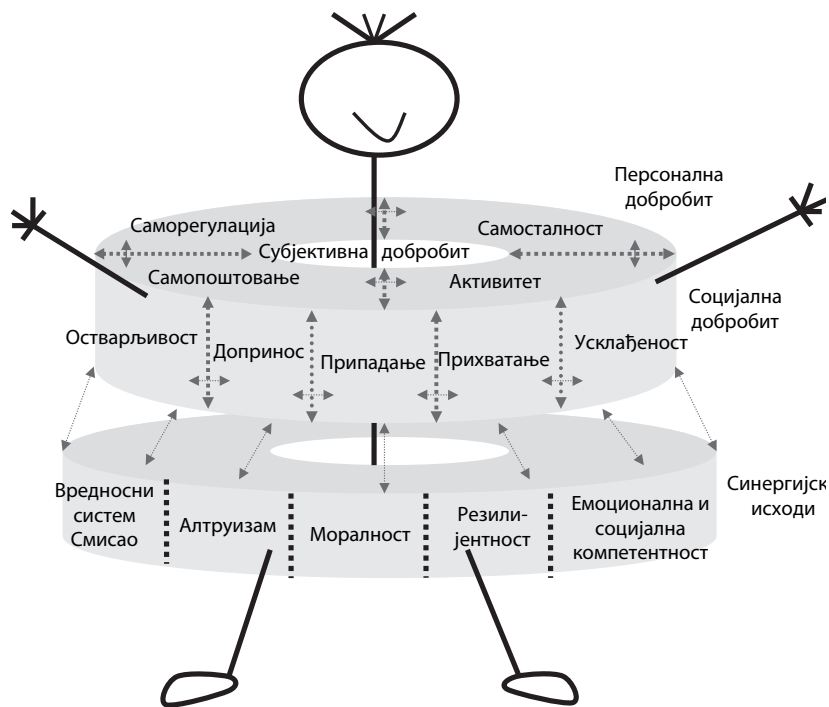 Персонална
добробит
Саморегулација
Самосталност
Субјективна добробит
Самопоштовање
Активитет
Социјална
добробит
Остварљивост
Допринос
Припадање
Прихватање
Усклађеност
Синергијск
исходи
Вредносни
систем
Смисао
Алтруизам
Моралност
Резили-
јентност
Емоционална и
социјална
компетентност